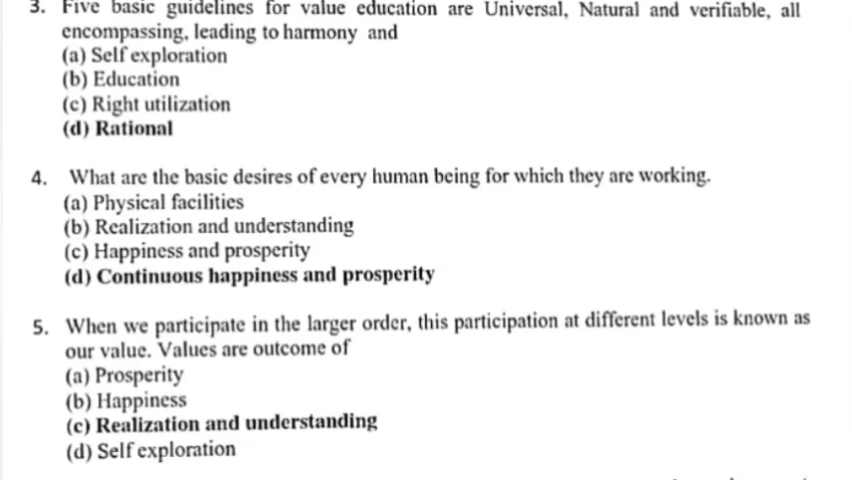 3. Five basic guidelines for value education are Universal, Natural and verifiable, all
encompassing, leading to harmony and
(a) Self exploration
(b) Education
(c) Right utilization
(d) Rational
4. What are the basic desires of every human being for which they are working.
(a) Physical facilities
(b) Realization and understanding
(c) Happiness and prosperity
(d) Continuous happiness and prosperity
5. When we participate in the larger order, this participation at different levels is known as
our value. Values are outcome of
(a) Prosperity
(b) Happiness
(c) Realization and understanding
(d) Self exploration